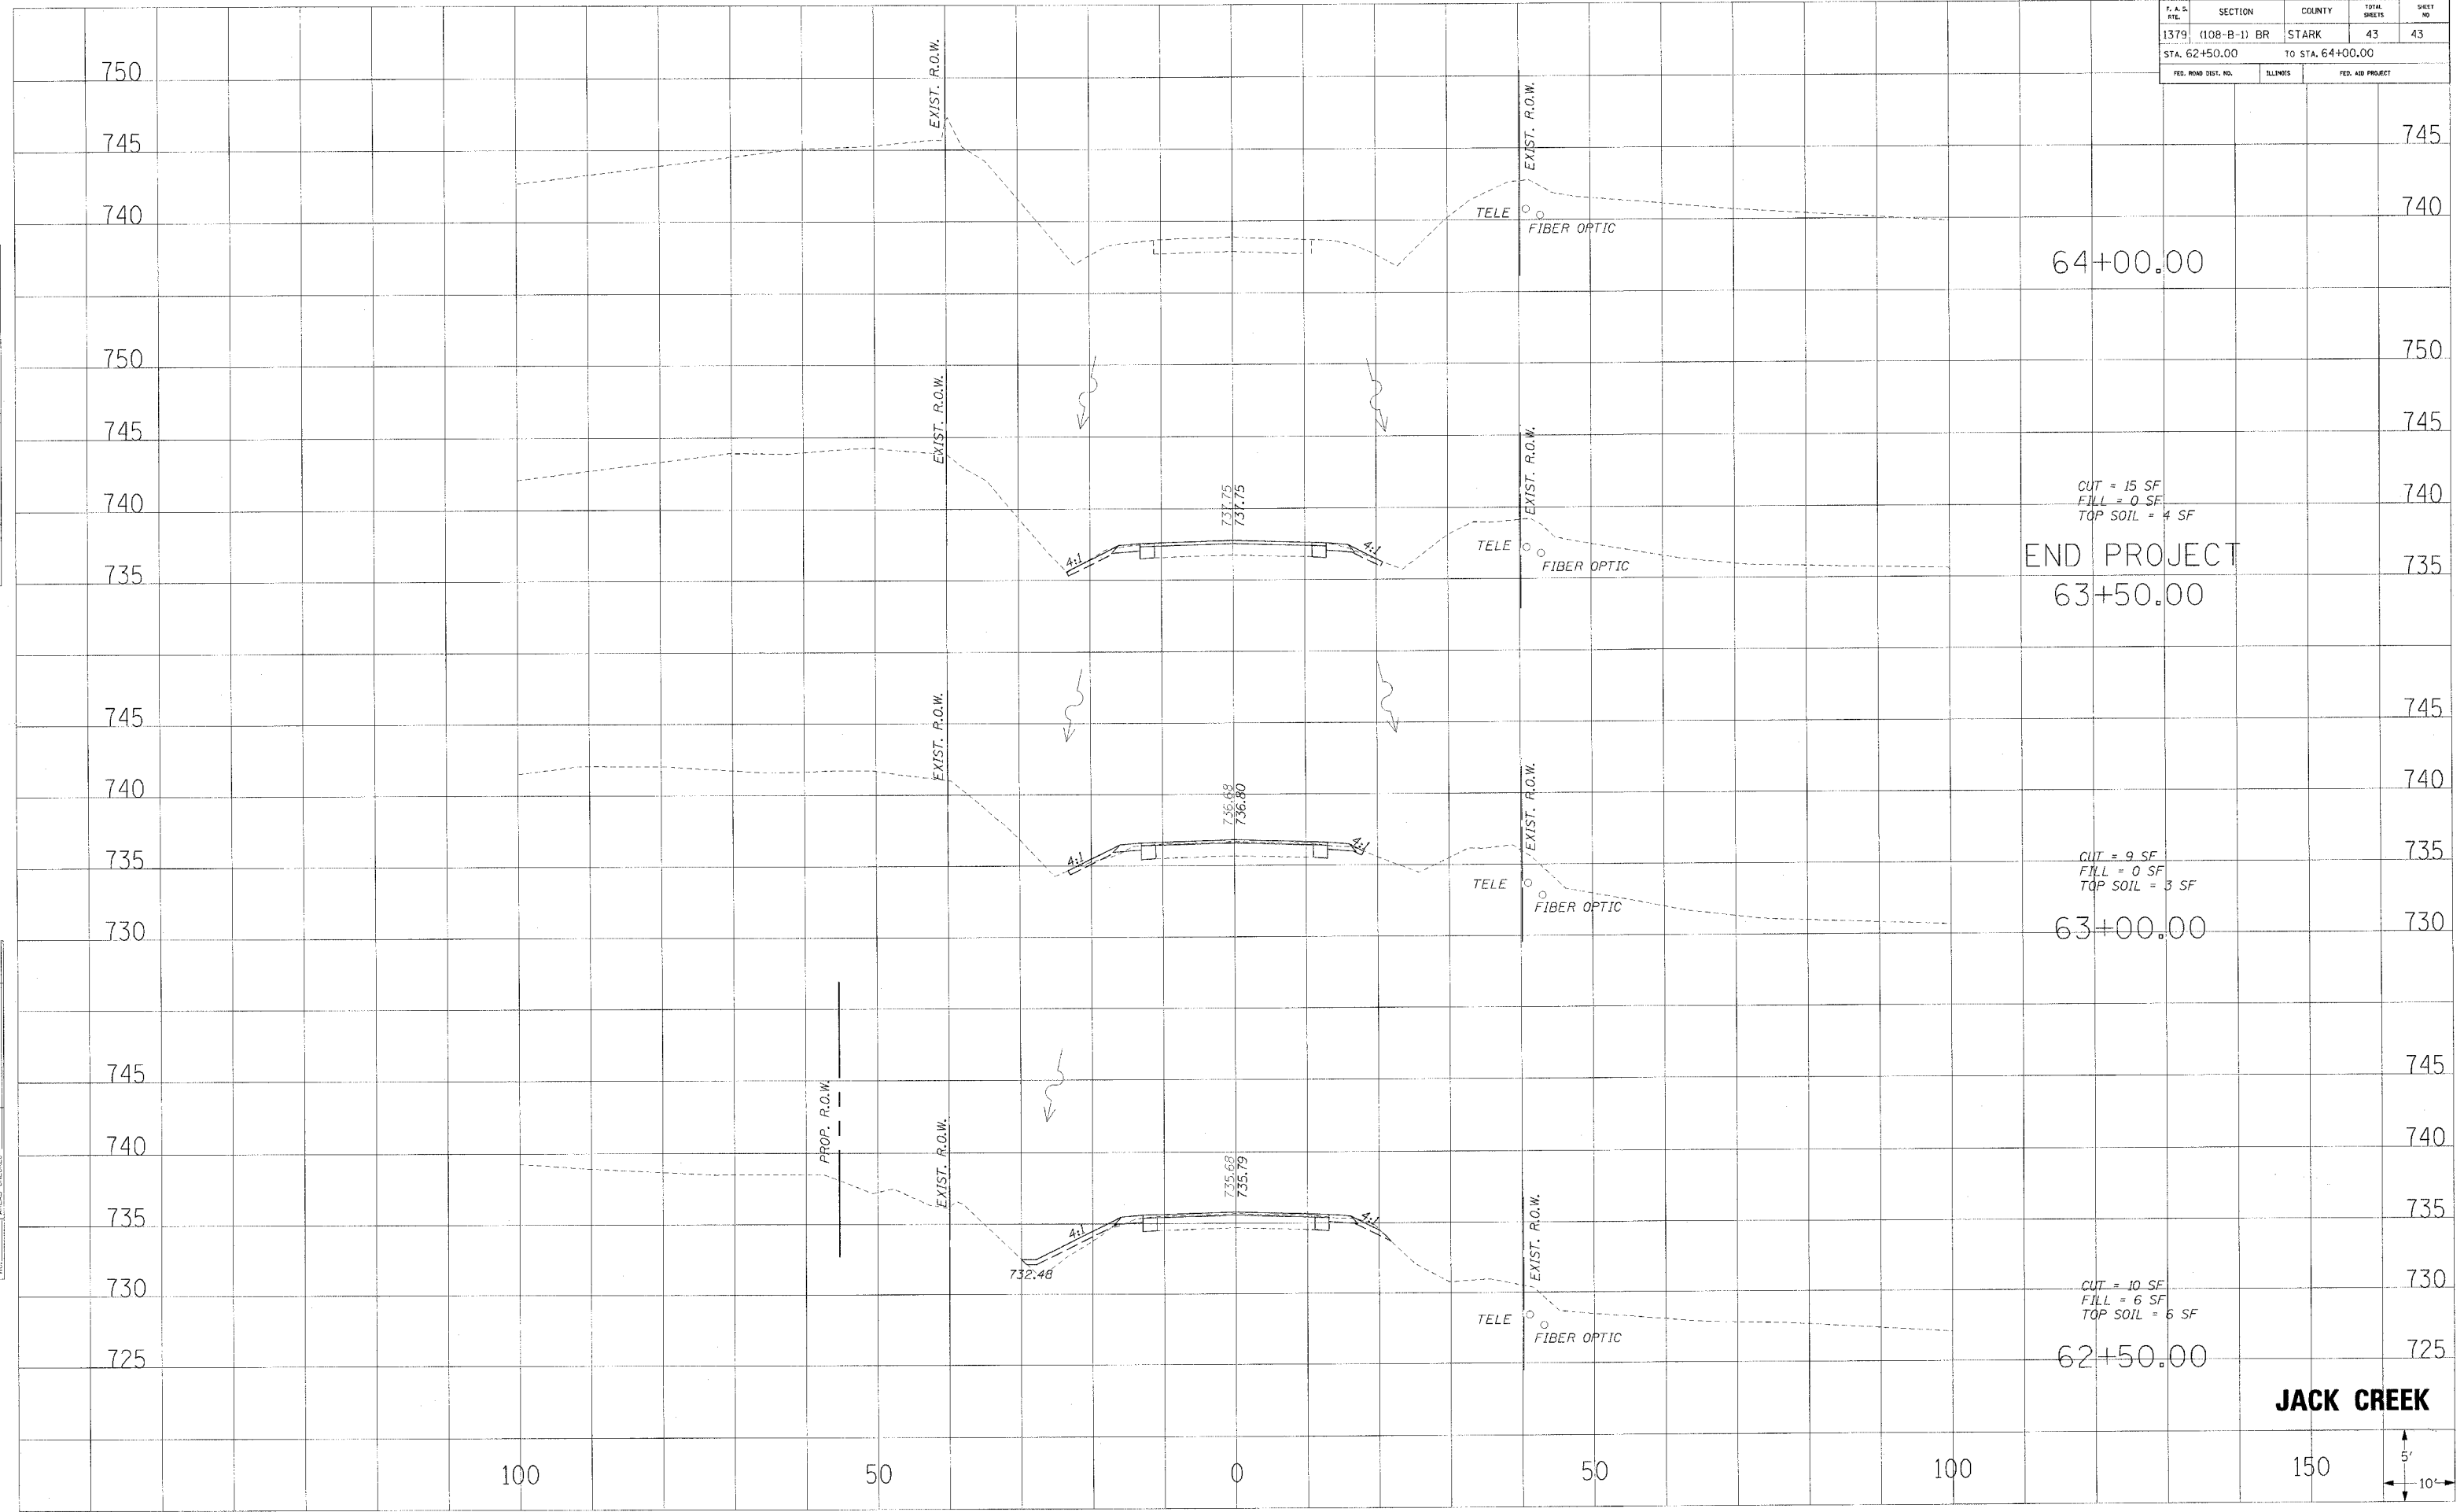 F. A. S. RTE. SECTION COUNTY TOTAL SHEETS SHEET NO
1379 (108-B-1) BR STARK 43 43
STA. 62+50.00 TO STA. 64+00.00
FED. ROAD DIST. NO. ILLINOIS FED. AID PROJECT
750
EXIST. R.O.W.
EXIST. R.O.W.
745 745
740 740
TELE
FIBER OPTIC
64+00.00
750 750
EXIST. R.O.W.
EXIST. R.O.W.
745 745
740 740
737.75
737.75
CUT = 15 SF
FILL = 0 SF
TOP SOIL = 4 SF
4:1 4:1
TELE
FIBER OPTIC
END PROJECT
735 735
63+50.00
EXIST. R.O.W.
EXIST. R.O.W.
745 745
740 740
736.68
736.80
735 735
4:1 4:1
CUT = 9 SF
FILL = 0 SF
TOP SOIL = 3 SF
TELE
FIBER OPTIC
730 730
63+00.00
745 745
PROP. R.O.W.
EXIST. R.O.W.
740 740
735.68
735.79
EXIST. R.O.W.
735 735
4:1 4:1
732.48
730 730
CUT = 10 SF
FILL = 6 SF
TOP SOIL = 6 SF
TELE
FIBER OPTIC
725 725
62+50.00
JACK CREEK
100 50 0 50 100 150
5'
10'